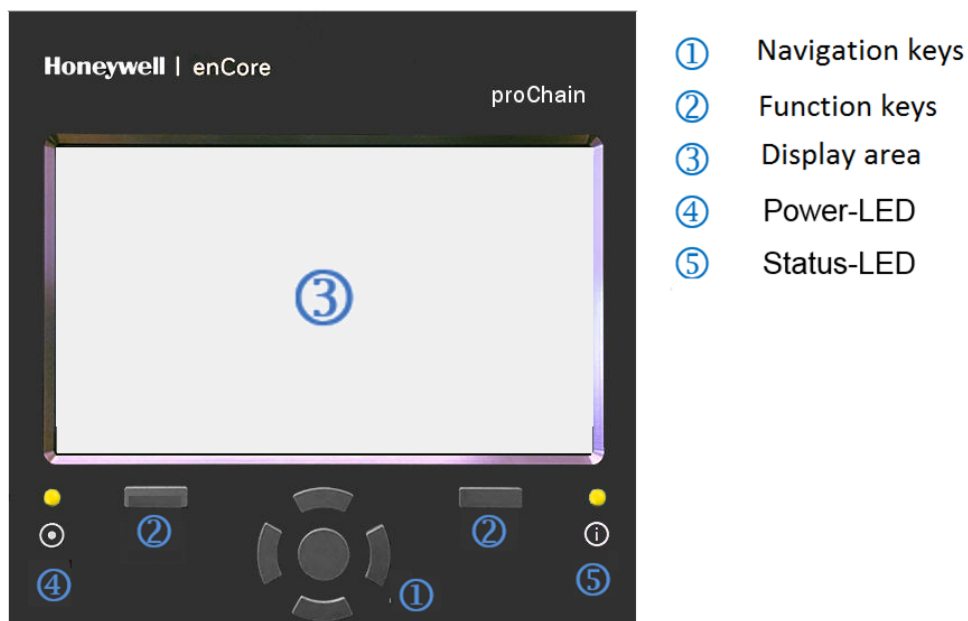 Honeywell | enCore
proChain
③
② ②
④ ① ⑤
① Navigation keys
② Function keys
③ Display area
④ Power-LED
⑤ Status-LED